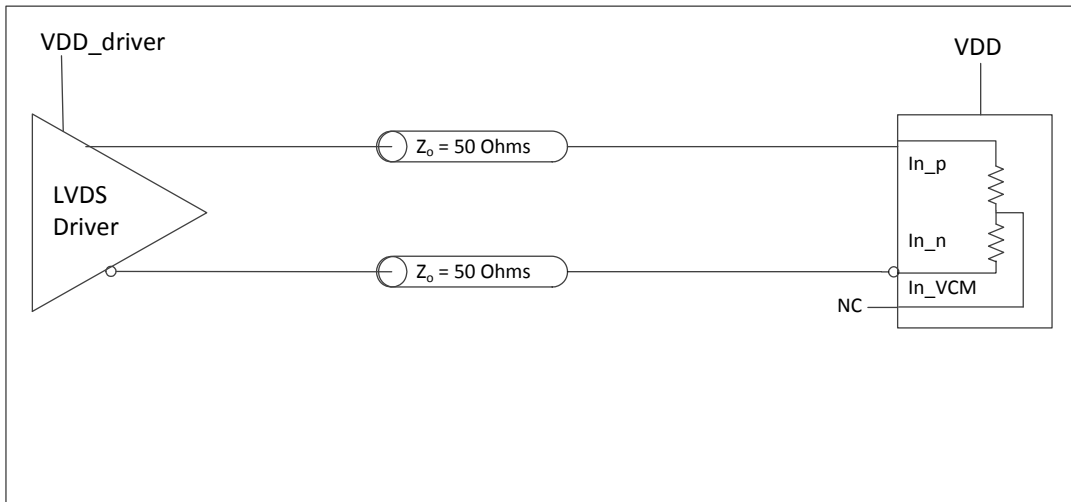 VDD_driver
VDD
Zₒ = 50 Ohms
In_p
LVDS
Driver
In_n
Zₒ = 50 Ohms
In_VCM
NC